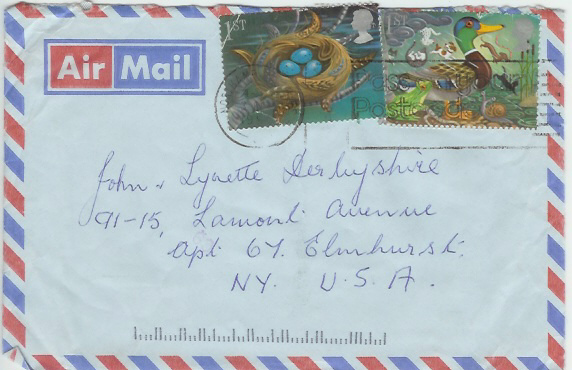 Air Mail
1ST
1ST
John & Lynette Derbyshire
91-15, Lamont Avenue
Apt 6Y. Elmhurst.
NY. U.S.A.